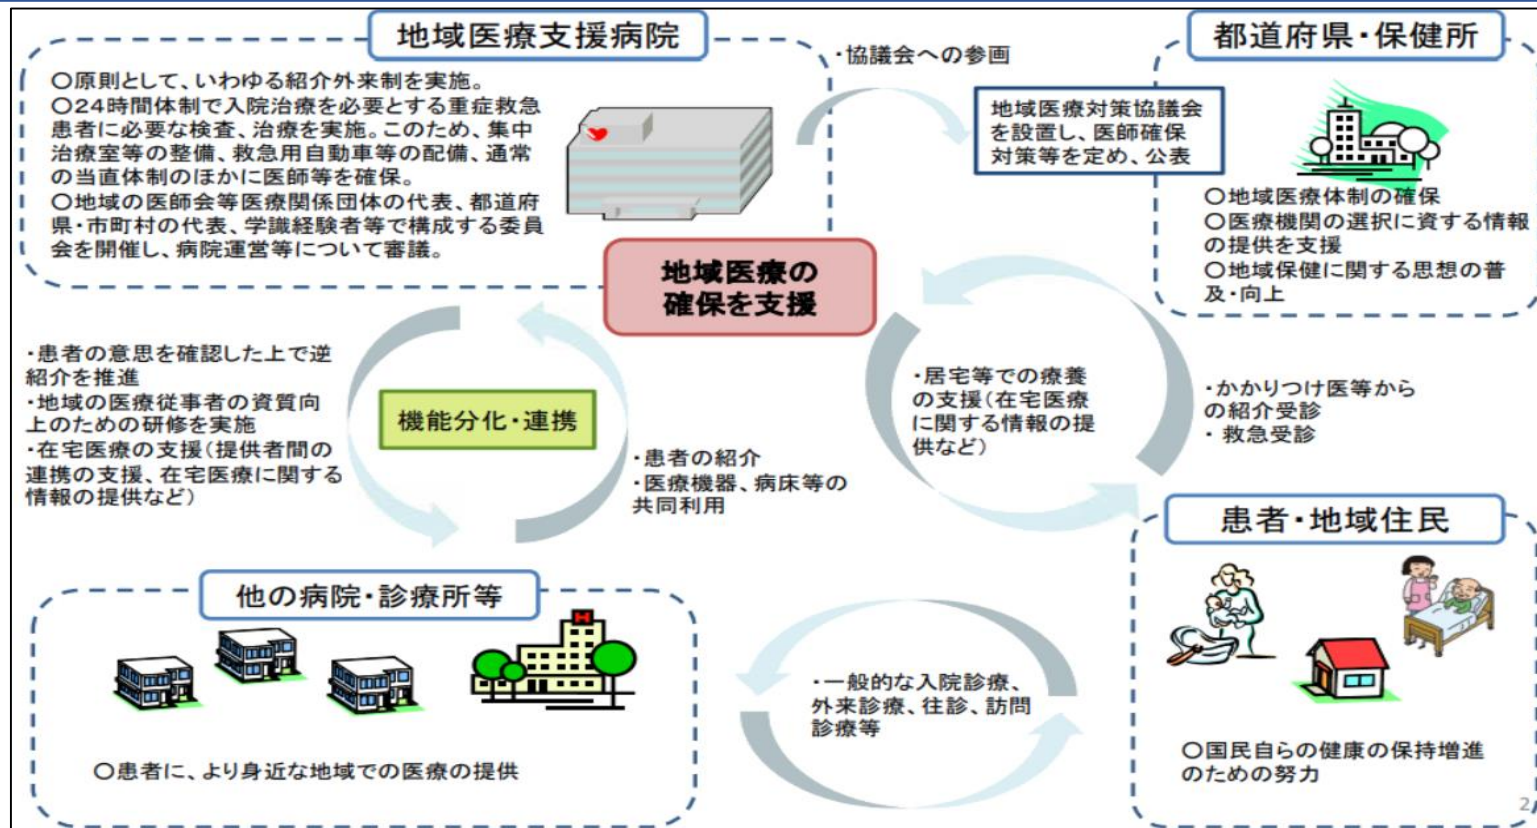 地域医療支援病院
〇原則として、いわゆる紹介外来制を実施。
〇24時間体制で入院治療を必要とする重症救急
患者に必要な検査、治療を実施。このため、集中
治療室等の整備、救急用自動車等の配備、通常
の当直体制のほかに医師等を確保。
〇地域の医師会等医療関係団体の代表、都道府
県・市町村の代表、学識経験者等で構成する委員
会を開催し、病院運営等について審議。
・協議会への参画
都道府県・保健所
地域医療対策協議会
を設置し、医師確保
対策等を定め、公表
〇地域医療体制の確保
〇医療機関の選択に資する情報
の提供を支援
〇地域保健に関する思想の普
及・向上
地域医療の
確保を支援
・患者の意思を確認した上で逆
紹介を推進
・地域の医療従事者の資質向
上のための研修を実施
・在宅医療の支援(提供者間の
連携の支援、在宅医療に関する
情報の提供など)
機能分化・連携
・患者の紹介
・医療機器、病床等の
共同利用
・居宅等での療養
の支援(在宅医療
に関する情報の提
供など)
・かかりつけ医等から
の紹介受診
・救急受診
他の病院・診療所等
H
〇患者に、より身近な地域での医療の提供
・一般的な入院診療、
外来診療、往診、訪問
診療等
患者・地域住民
〇国民自らの健康の保持増進
のための努力
2